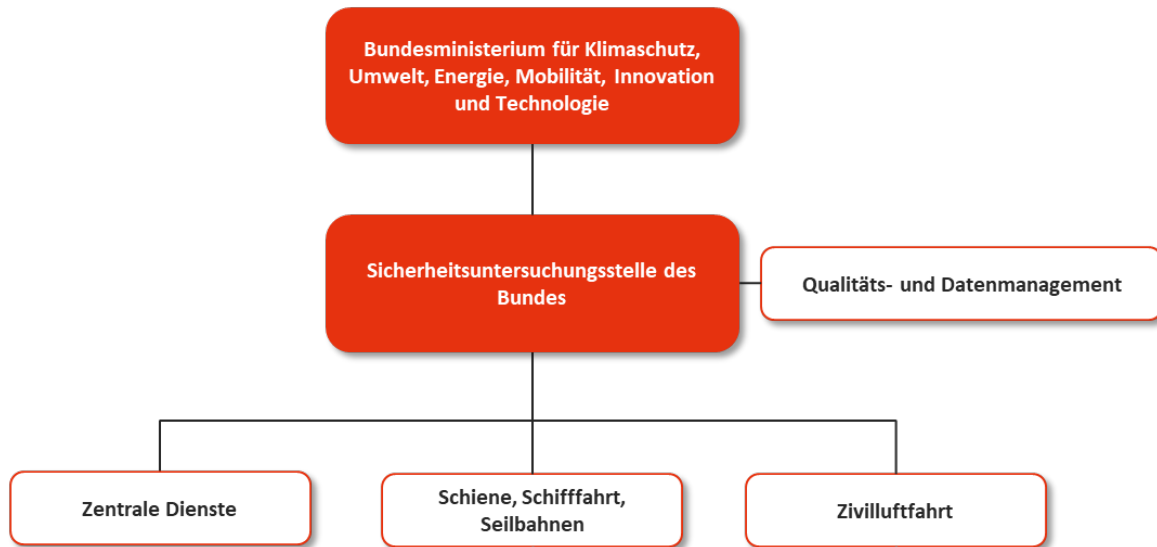 Bundesministerium für Klimaschutz,
Umwelt, Energie, Mobilität, Innovation
und Technologie
Sicherheitsuntersuchungsstelle des
Bundes
Qualitäts- und Datenmanagement
Zentrale Dienste
Schiene, Schifffahrt,
Seilbahnen
Zivilluftfahrt